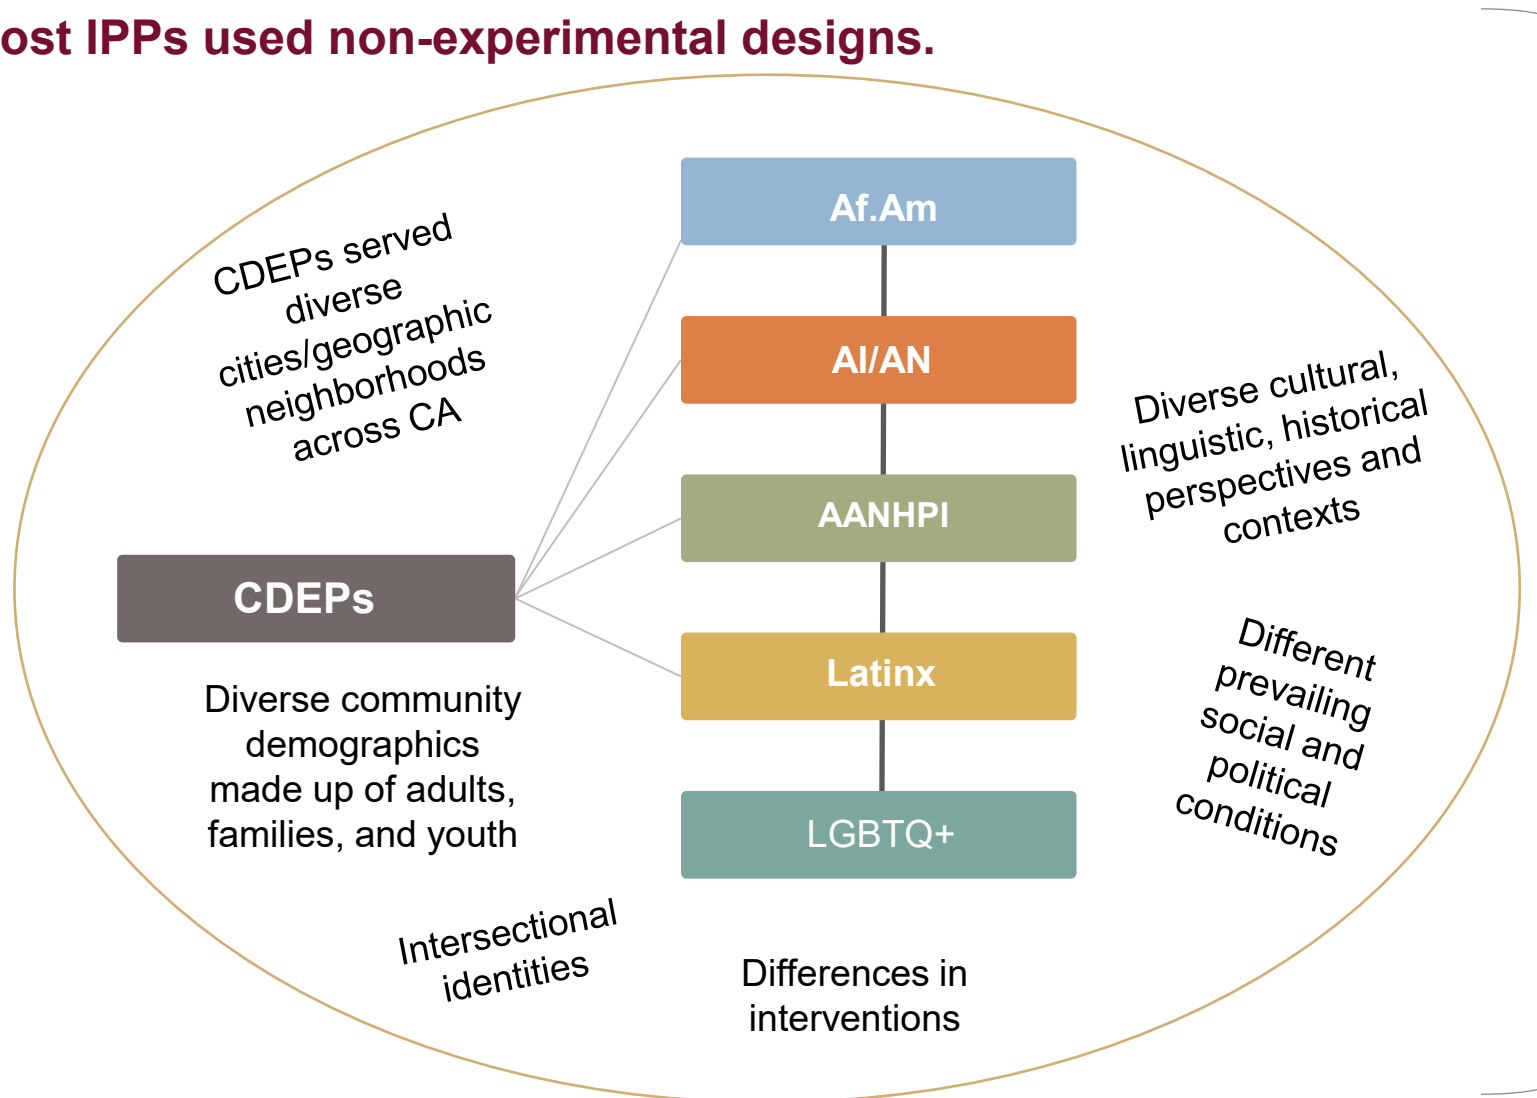 ost IPPs used non-experimental designs.
CDEPs served
diverse
cities/geographic
neighborhoods
across CA
CDEPs
Diverse community
demographics
made up of adults,
families, and youth
Intersectional
identities
Af.Am
AI/AN
AANHPI
Latinx
LGBTQ+
Differences in
interventions
Diverse cultural,
linguistic, historical
perspectives and
contexts
Different
prevailing
social and
political
conditions